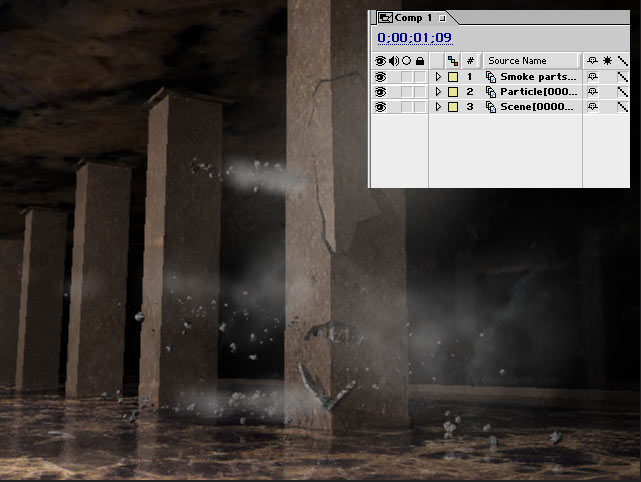 Comp 1
0;00;01;09
# Source Name
1 Smoke parts...
2 Particle[000...
3 Scene[0000...